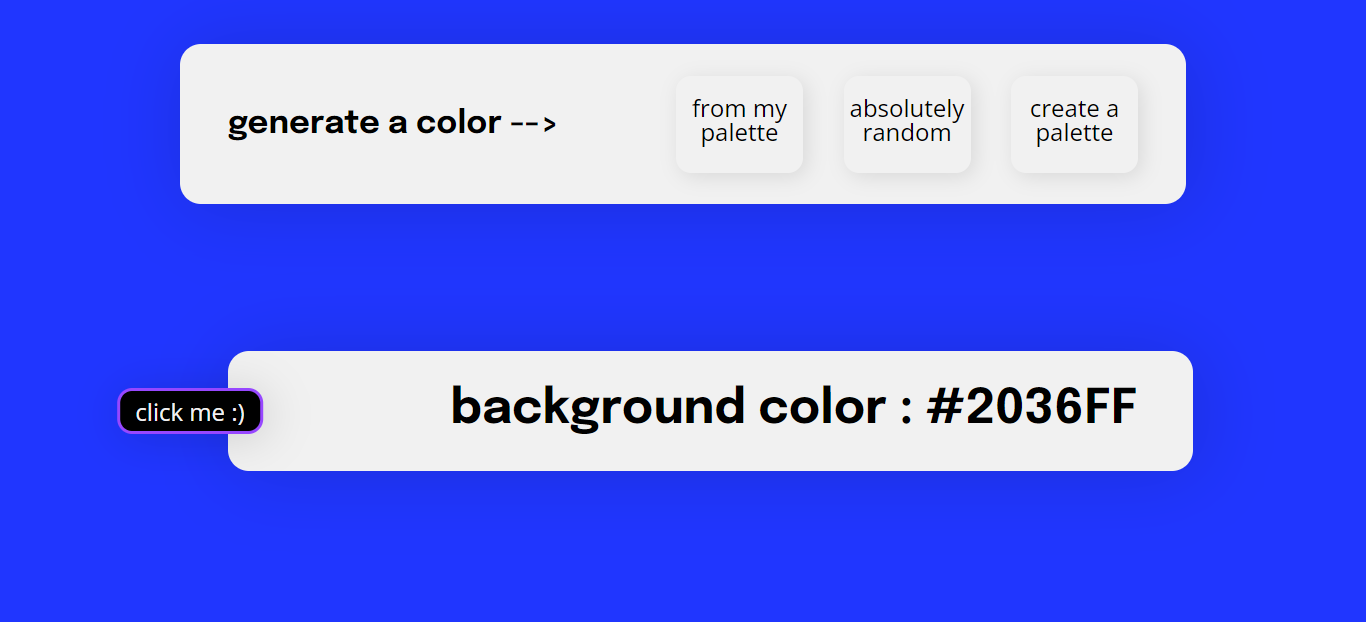 generate a color -->
from my
palette
absolutely
random
create a
palette
click me :)
background color : #2036FF